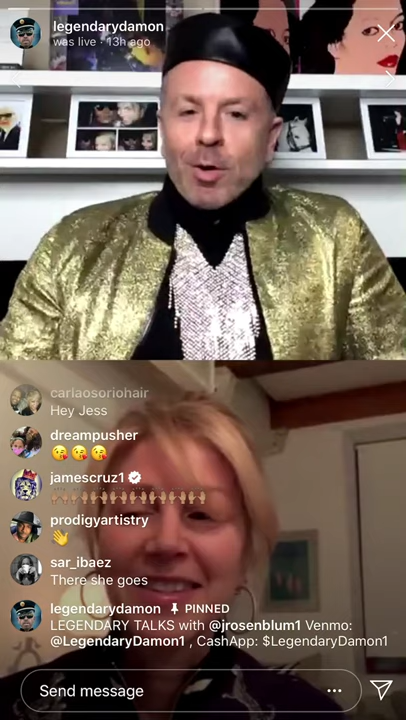 legendarydamon
was live · 13h ago
carlaosoriohair
Hey Jess
dreampusher
😘😘😘
jamescruz1
🙌🏽🙌🏽🙌🏽🙌🏽🙌🏽🙌🏽🙌🏽🙌🏽🙌🏽🙌🏽
prodigyartistry
👋
sar_ibaez
There she goes
legendarydamon PINNED
LEGENDARY TALKS with @jrosenblum1 Venmo:
@LegendaryDamon1 , CashApp: $LegendaryDamon1
Send message